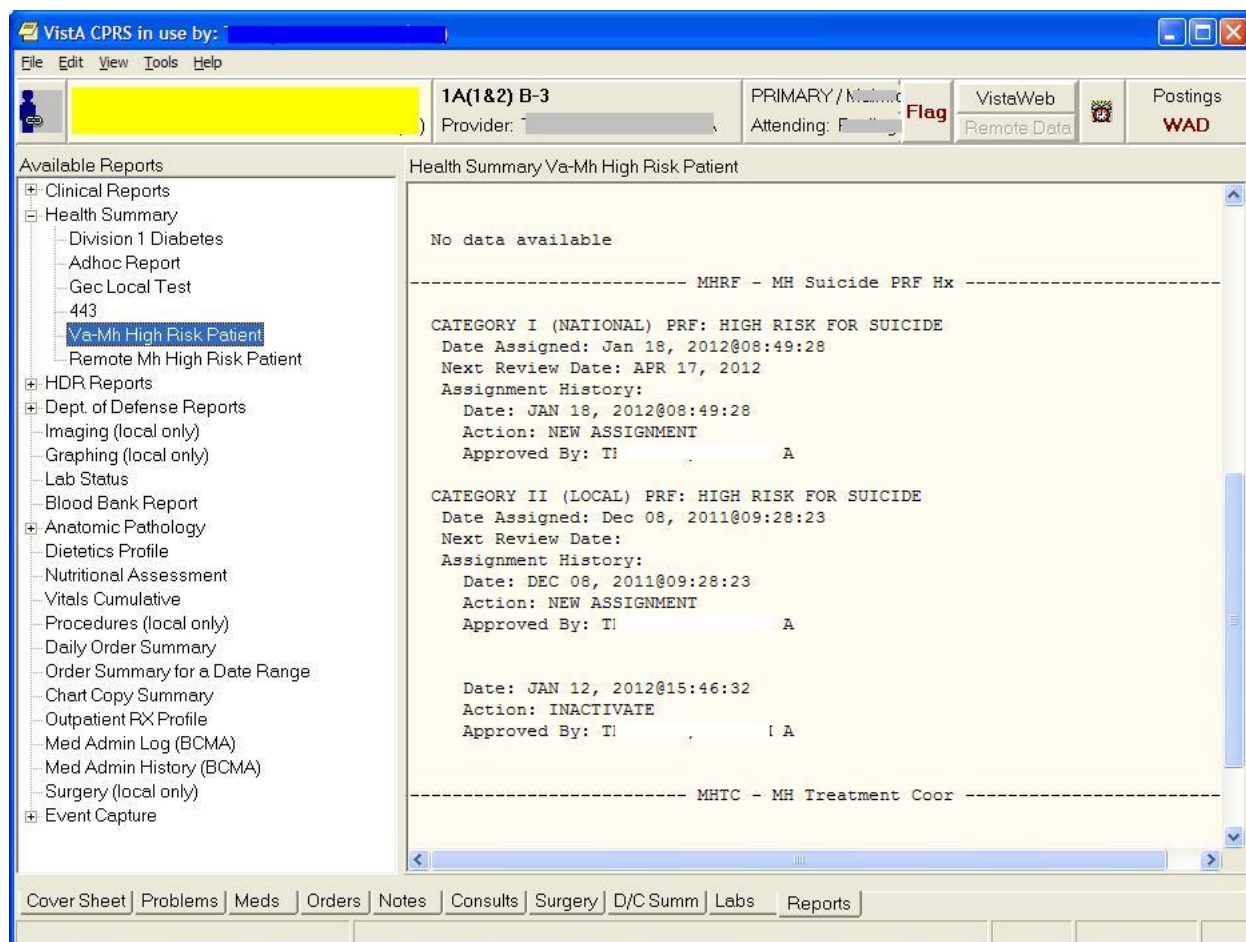 VistA CPRS in use by:
File Edit View Tools Help
1A(1&2) B-3
Provider:
PRIMARY /
Attending:
Flag
VistaWeb
Remote Data
Postings
WAD
Available Reports
Clinical Reports
Health Summary
Division 1 Diabetes
Adhoc Report
Gec Local Test
443
Va-Mh High Risk Patient
Remote Mh High Risk Patient
HDR Reports
Dept. of Defense Reports
Imaging (local only)
Graphing (local only)
Lab Status
Blood Bank Report
Anatomic Pathology
Dietetics Profile
Nutritional Assessment
Vitals Cumulative
Procedures (local only)
Daily Order Summary
Order Summary for a Date Range
Chart Copy Summary
Outpatient RX Profile
Med Admin Log (BCMA)
Med Admin History (BCMA)
Surgery (local only)
Event Capture
Health Summary Va-Mh High Risk Patient
No data available
-------------------------- MHRF - MH Suicide PRF Hx ------------------------
CATEGORY I (NATIONAL) PRF: HIGH RISK FOR SUICIDE
Date Assigned: Jan 18, 2012@08:49:28
Next Review Date: APR 17, 2012
Assignment History:
Date: JAN 18, 2012@08:49:28
Action: NEW ASSIGNMENT
Approved By: A
CATEGORY II (LOCAL) PRF: HIGH RISK FOR SUICIDE
Date Assigned: Dec 08, 2011@09:28:23
Next Review Date:
Assignment History:
Date: DEC 08, 2011@09:28:23
Action: NEW ASSIGNMENT
Approved By: A
Date: JAN 12, 2012@15:46:32
Action: INACTIVATE
Approved By: A
-------------------------- MHTC - MH Treatment Coor ------------------------
Cover Sheet Problems Meds Orders Notes Consults Surgery D/C Summ Labs Reports